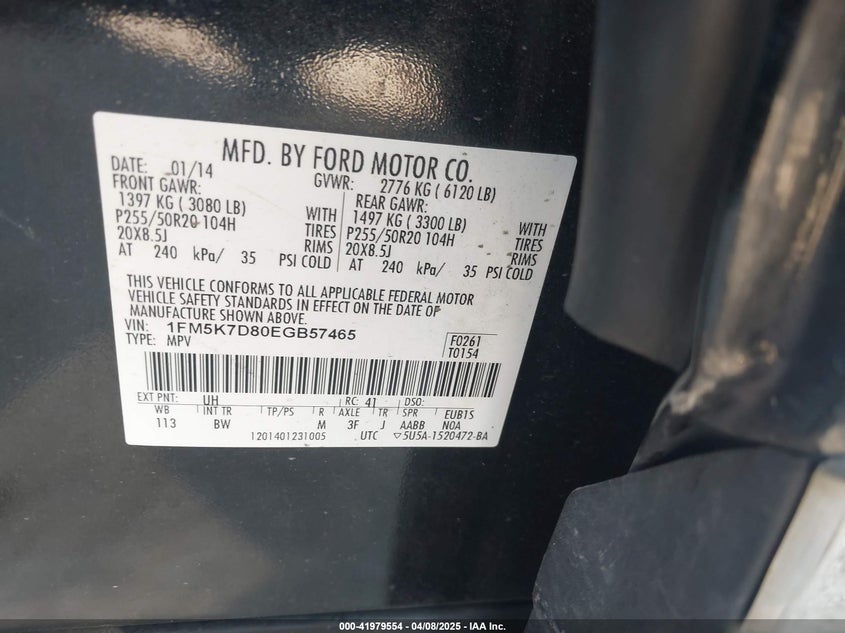 MFD. BY FORD MOTOR CO.
DATE: 01/14 GVWR: 2776 KG ( 6120 LB)
FRONT GAWR: REAR GAWR:
1397 KG ( 3080 LB) WITH 1497 KG ( 3300 LB) WITH
P255/50R20 104H TIRES P255/50R20 104H TIRES
20X8.5J RIMS 20X8.5J RIMS
AT 240 kPa/ 35 PSI COLD AT 240 kPa/ 35 PSI COLD
THIS VEHICLE CONFORMS TO ALL APPLICABLE FEDERAL MOTOR
VEHICLE SAFETY STANDARDS IN EFFECT ON THE DATE OF
MANUFACTURE SHOWN ABOVE.
VIN: 1FM5K7D80EGB57465 F0261
TYPE: MPV T0154
EXT PNT: UH RC: 41 DSO:
WB INT TR TP/PS R AXLE TR SPR EUB1S
113 BW M 3F J AABB N0A
1201401231005 UTC ▽5U5A-1520472-BA
000-41979554 - 04/08/2025 - IAA Inc.